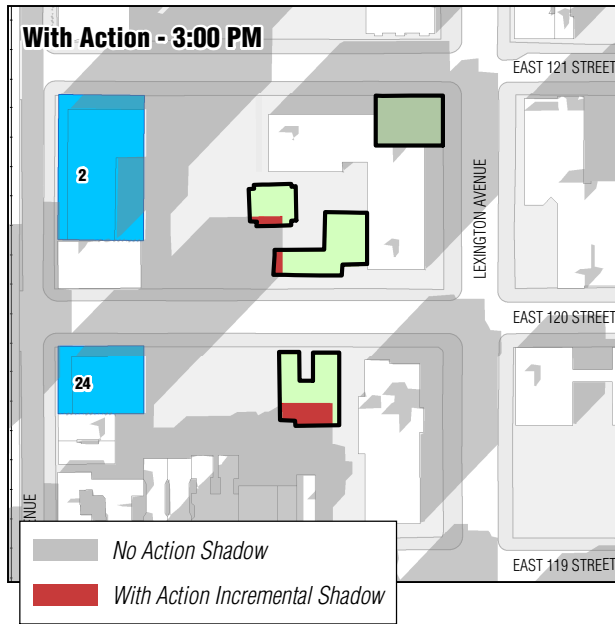 With Action - 3:00 PM
EAST 121 STREET
2
LEXINGTON AVENUE
EAST 120 STREET
24
ENUE
EAST 119 STREET
No Action Shadow
With Action Incremental Shadow